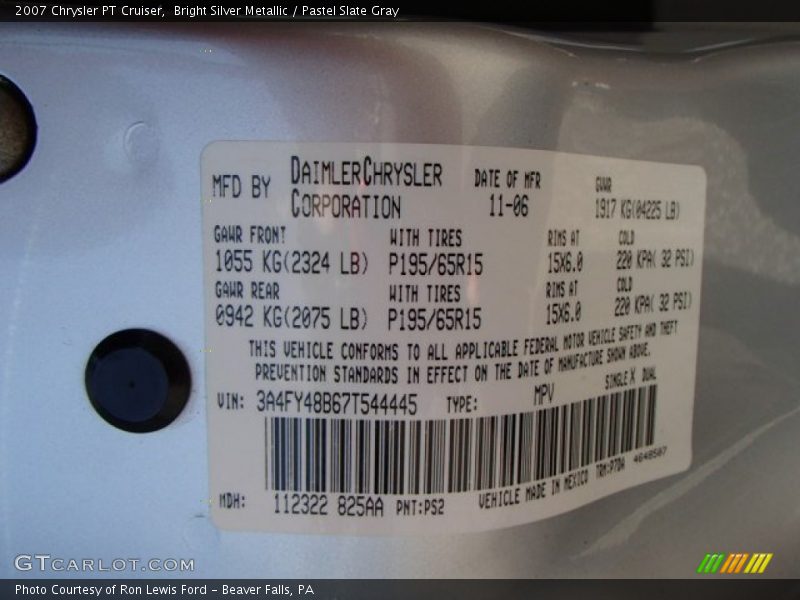 2007 Chrysler PT Cruiser, Bright Silver Metallic / Pastel Slate Gray
MFD BY DAIMLERCHRYSLER CORPORATION DATE OF MFR 11-06 GVWR 1917 KG(04225 LB)
GAWR FRONT WITH TIRES RIMS AT COLD
1055 KG(2324 LB) P195/65R15 15X6.0 220 KPA( 32 PSI)
GAWR REAR WITH TIRES RIMS AT COLD
0942 KG(2075 LB) P195/65R15 15X6.0 220 KPA( 32 PSI)
THIS VEHICLE CONFORMS TO ALL APPLICABLE FEDERAL MOTOR VEHICLE SAFETY AND THEFT
PREVENTION STANDARDS IN EFFECT ON THE DATE OF MANUFACTURE SHOWN ABOVE.
VIN: 3A4FY48B67T544445 TYPE: MPV SINGLE X DUAL
MDH: 112322 825AA PNT:PS2 VEHICLE MADE IN MEXICO TRM:P7DA 4648507
GTCARLOT.COM
Photo Courtesy of Ron Lewis Ford - Beaver Falls, PA